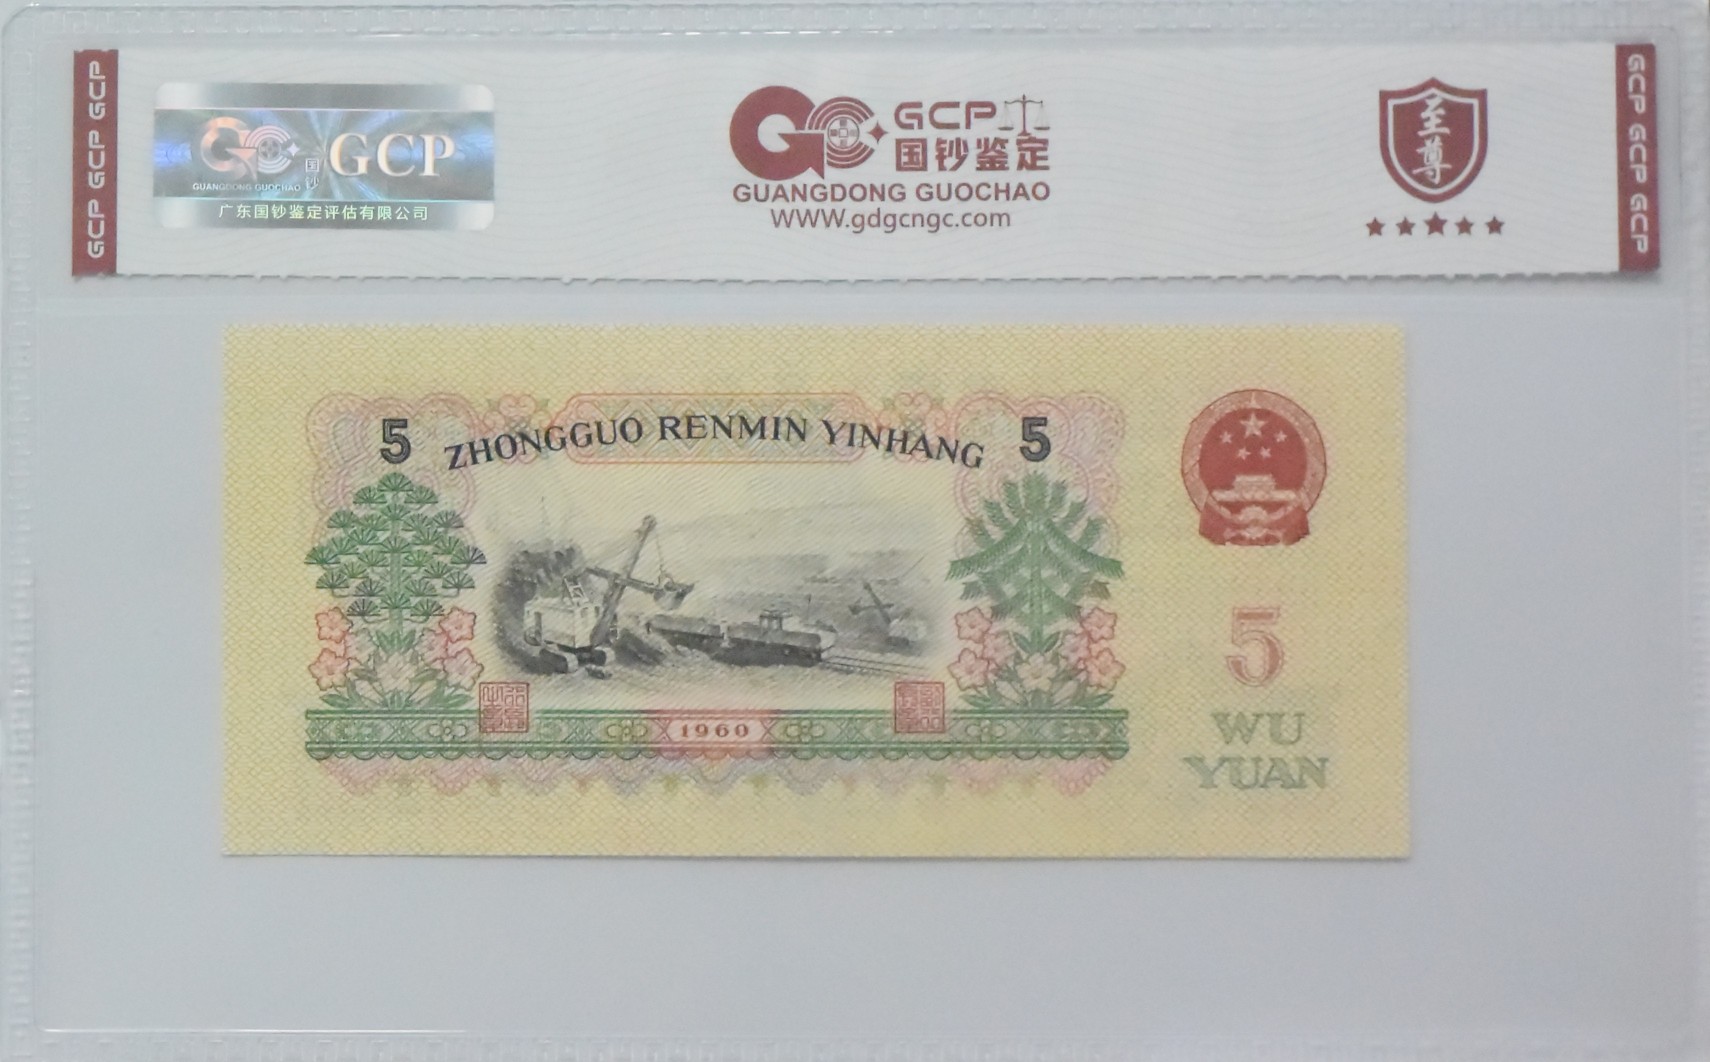 GCP GCP GCP
国钞
GCP
GUANGDONG GUOCHAO
广东国钞鉴定评估有限公司
GCP
国钞鉴定
GUANGDONG GUOCHAO
WWW.gdgcngc.com
至尊
GCP GCP GCP
5 ZHONGGUO RENMIN YINHANG 5
1960
5
WU
YUAN